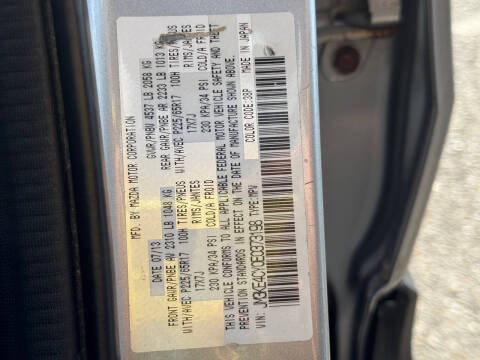 MFD. BY MAZDA MOTOR CORPORATION
DATE 07/13 GVWR/PNBV 4537 LB 2058 KG
FRONT GAWR/PNBE AV 2310 LB 1048 KG REAR GAWR/PNBE AR 2233 LB 1013 KG
WITH/AVEC P225/65R17 100H TIRES/PNEUS WITH/AVEC P225/65R17 100H TIRES/PNEUS
17X7J RIMS/JANTES 17X7J RIMS/JANTES
230 KPA/34 PSI COLD/A FROID 230 KPA/34 PSI COLD/A FROID
THIS VEHICLE CONFORMS TO ALL APPLICABLE FEDERAL MOTOR VEHICLE SAFETY AND THEFT
PREVENTION STANDARDS IN EFFECT ON THE DATE OF MANUFACTURE SHOWN ABOVE.
VIN: JM3KE4CY0E0373198 TYPE:MPV COLOR CODE:38P MADE IN JAPAN